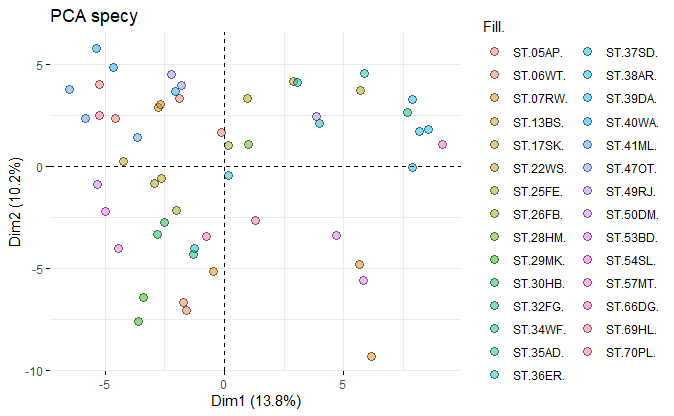 PCA specy
Dim2 (10.2%)
5
0
-5
-10
-5
0
5
Dim1 (13.8%)
Fill.
ST.05AP.
ST.06WT.
ST.07RW.
ST.13BS.
ST.17SK.
ST.22WS.
ST.25FE.
ST.26FB.
ST.28HM.
ST.29MK.
ST.30HB.
ST.32FG.
ST.34WF.
ST.35AD.
ST.36ER.
ST.37SD.
ST.38AR.
ST.39DA.
ST.40WA.
ST.41ML.
ST.47OT.
ST.49RJ.
ST.50DM.
ST.53BD.
ST.54SL.
ST.57MT.
ST.66DG.
ST.69HL.
ST.70PL.